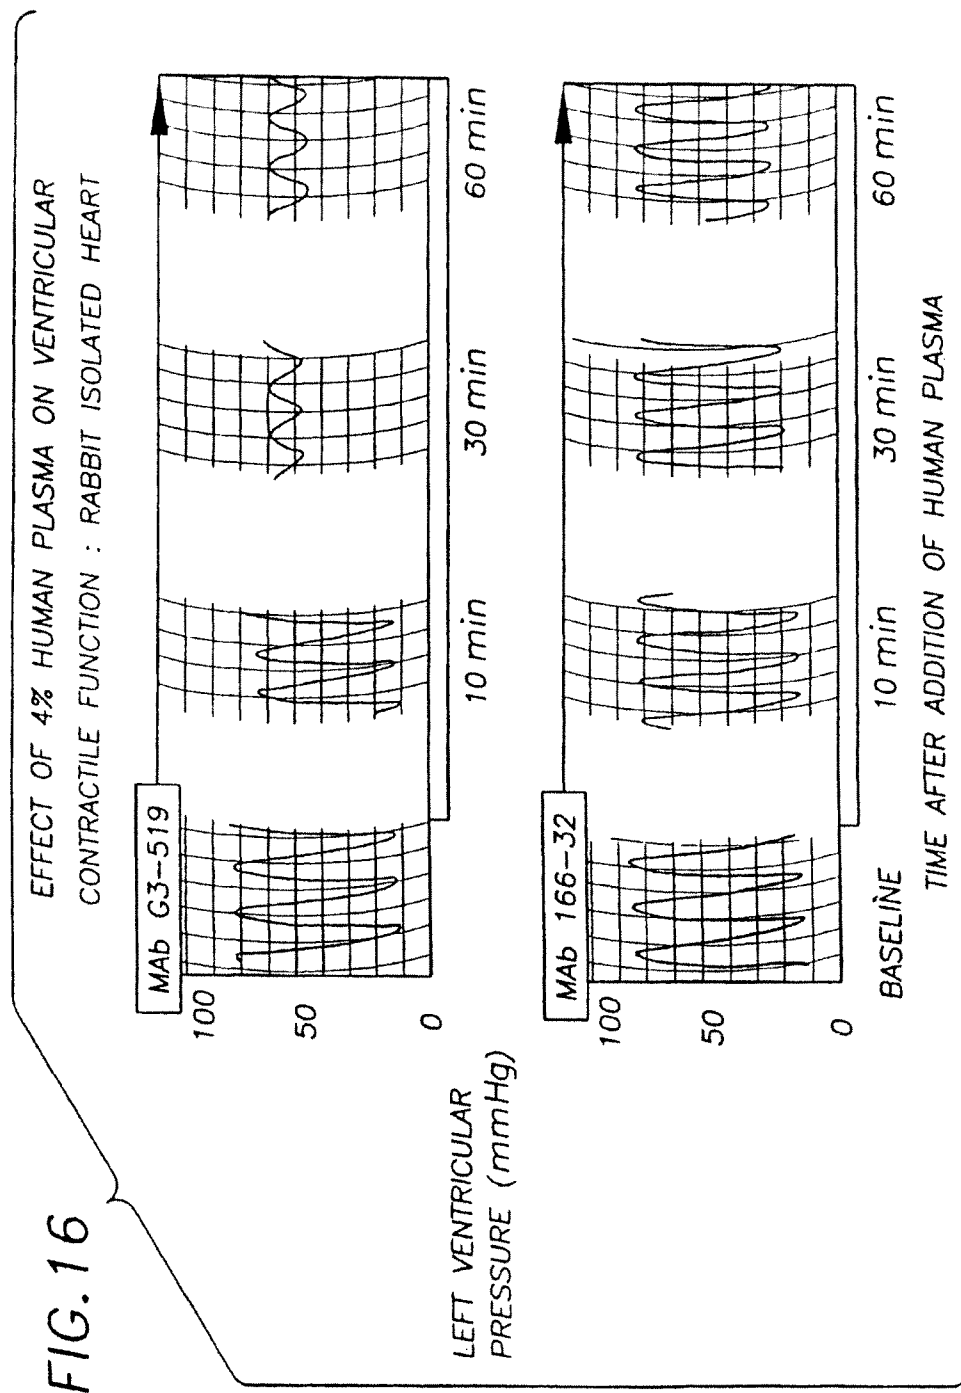 FIG.16
EFFECT OF 4% HUMAN PLASMA ON VENTRICULAR
CONTRACTILE FUNCTION : RABBIT ISOLATED HEART
LEFT VENTRICULAR
PRESSURE (mmHg)
MAb G3-519
100
50
0
10 min
30 min
60 min
MAb 166-32
100
50
0
BASELINE
10 min
30 min
60 min
TIME AFTER ADDITION OF HUMAN PLASMA